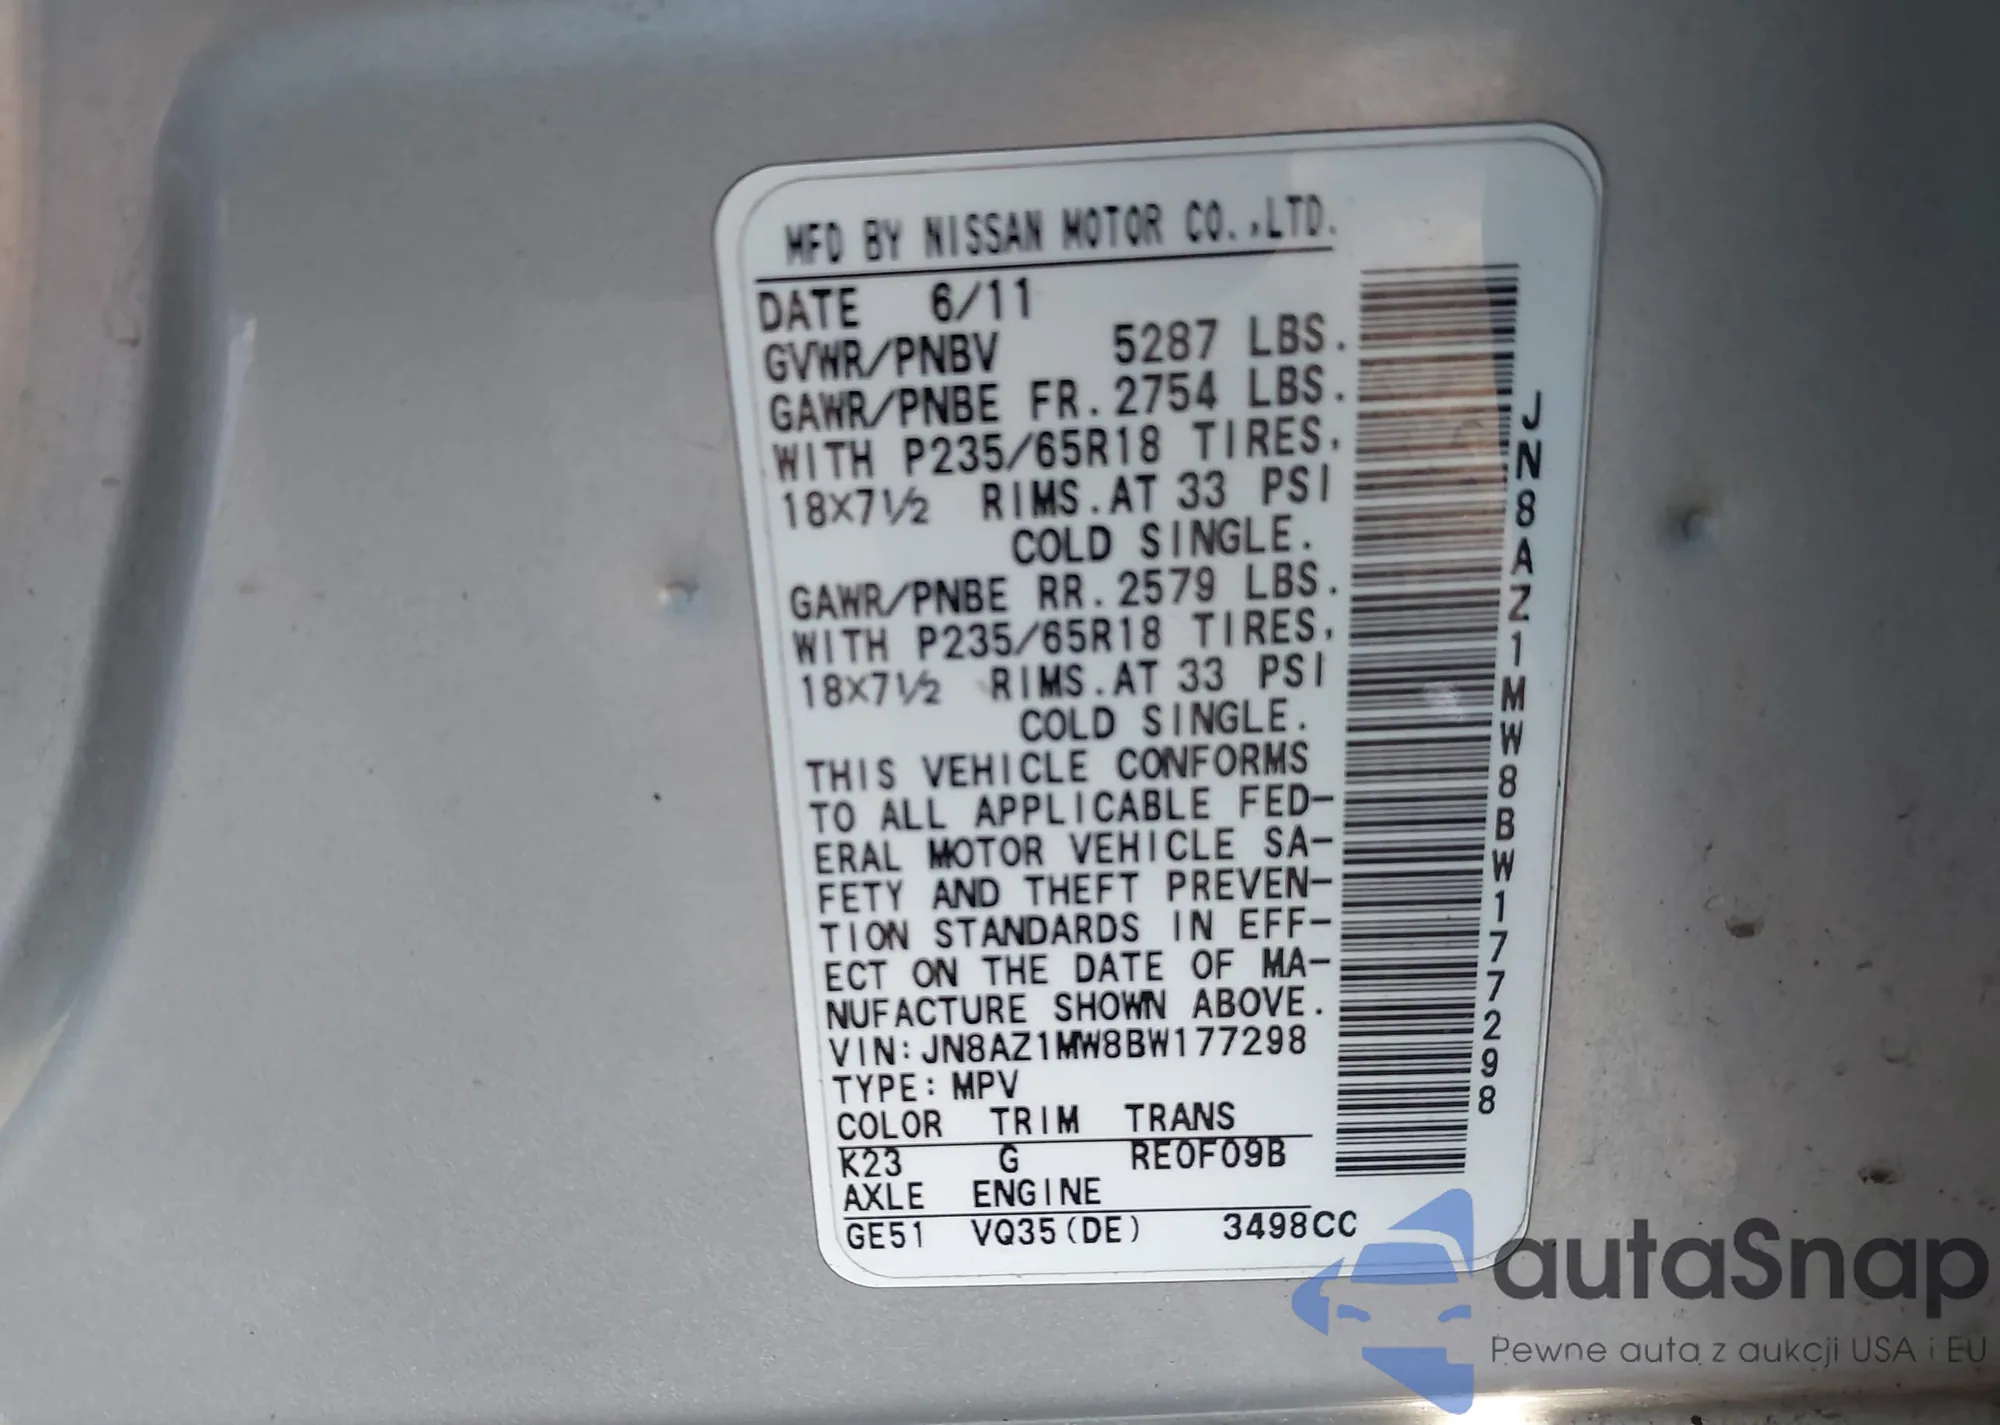 MFD BY NISSAN MOTOR CO.,LTD.
DATE 6/11
GVWR/PNBV 5287 LBS.
GAWR/PNBE FR. 2754 LBS.
WITH P235/65R18 TIRES,
18X7 1/2 RIMS. AT 33 PSI
COLD SINGLE.
GAWR/PNBE RR. 2579 LBS.
WITH P235/65R18 TIRES,
18X7 1/2 RIMS. AT 33 PSI
COLD SINGLE.
THIS VEHICLE CONFORMS
TO ALL APPLICABLE FED-
ERAL MOTOR VEHICLE SA-
FETY AND THEFT PREVEN-
TION STANDARDS IN EFF-
ECT ON THE DATE OF MA-
NUFACTURE SHOWN ABOVE.
VIN: JN8AZ1MW8BW177298
TYPE: MPV
COLOR TRIM TRANS
K23 G RE0F09B
AXLE ENGINE
GE51 VQ35(DE) 3498CC
JN8AZ1MW8BW177298
autaSnap
Pewne auta z aukcji USA i EU